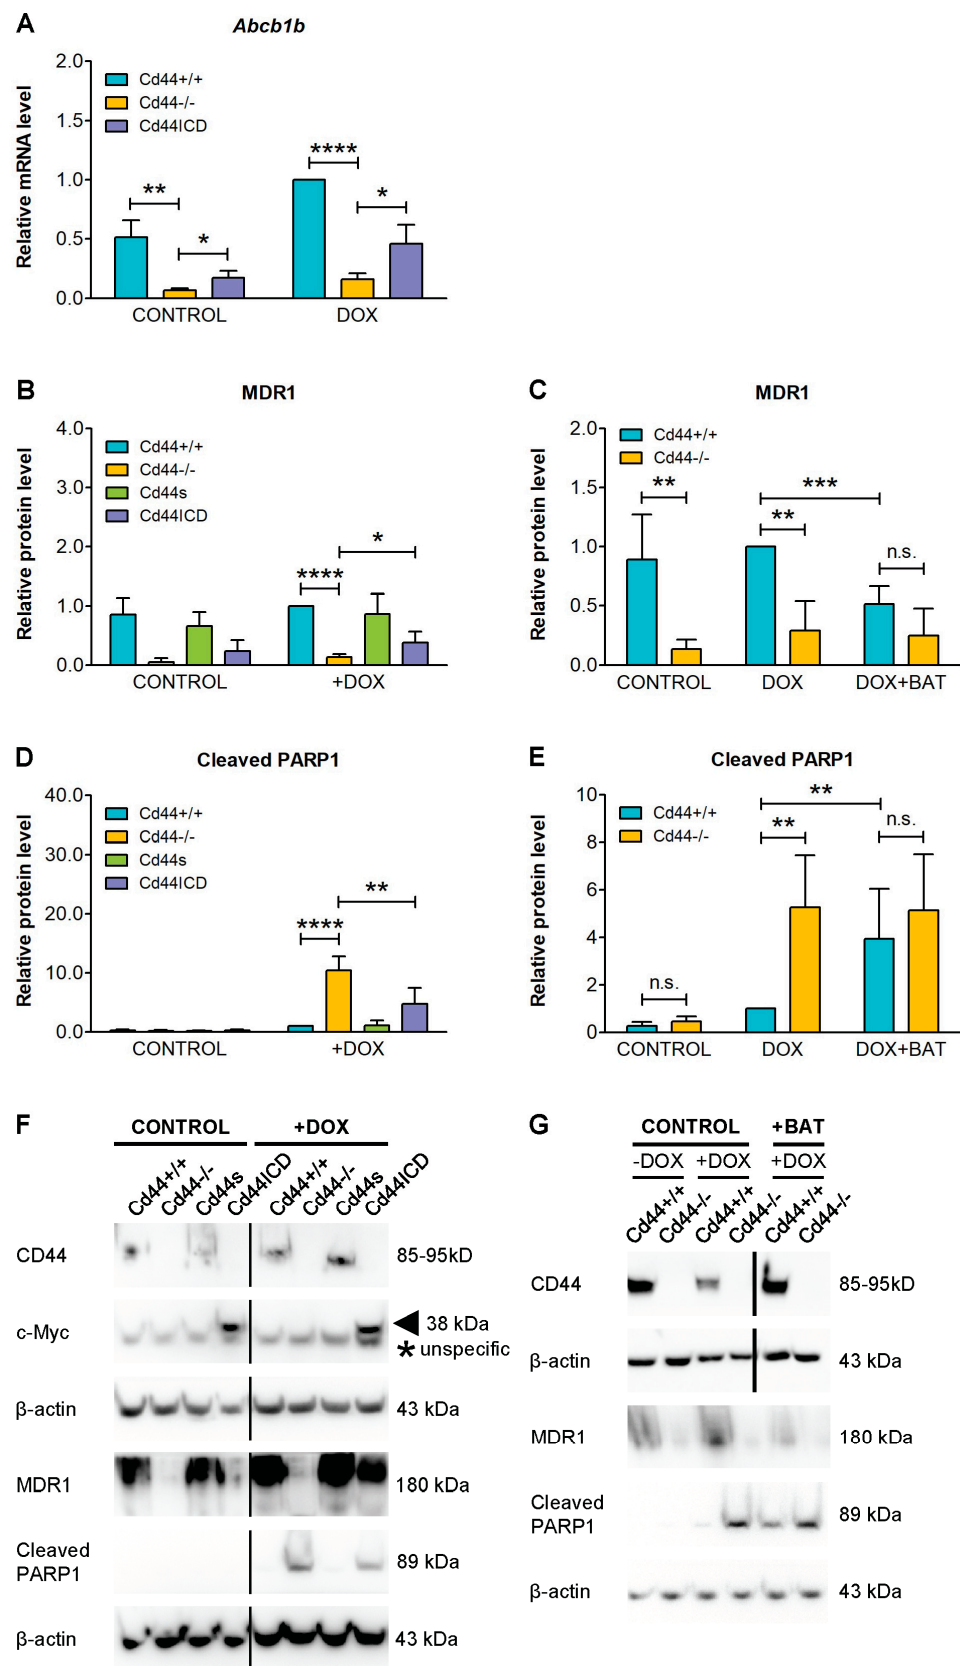 A
Abcb1b
Relative mRNA level
2.0
1.5
1.0
0.5
0.0
Cd44+/+
Cd44-/-
Cd44ICD
** * **** *
CONTROL DOX
B
MDR1
Relative protein level
4.0
3.0
2.0
1.0
0.0
Cd44+/+
Cd44-/-
Cd44s
Cd44ICD
**** *
CONTROL +DOX
C
MDR1
Relative protein level
2.0
1.5
1.0
0.5
0.0
Cd44+/+
Cd44-/-
** ** *** n.s.
CONTROL DOX DOX+BAT
D
Cleaved PARP1
Relative protein level
40.0
30.0
20.0
10.0
0.0
Cd44+/+
Cd44-/-
Cd44s
Cd44ICD
**** **
CONTROL +DOX
E
Cleaved PARP1
Relative protein level
10
8
6
4
2
0
Cd44+/+
Cd44-/-
n.s. ** ** n.s.
CONTROL DOX DOX+BAT
F
CONTROL +DOX
Cd44+/+ Cd44-/- Cd44s Cd44ICD Cd44+/+ Cd44-/- Cd44s Cd44ICD
CD44 85-95kD
c-Myc 38 kDa
* unspecific
β-actin 43 kDa
MDR1 180 kDa
Cleaved
PARP1 89 kDa
β-actin 43 kDa
G
CONTROL +BAT
-DOX +DOX +DOX
Cd44+/+ Cd44-/- Cd44+/+ Cd44-/- Cd44+/+ Cd44-/-
CD44 85-95kD
β-actin 43 kDa
MDR1 180 kDa
Cleaved
PARP1 89 kDa
β-actin 43 kDa